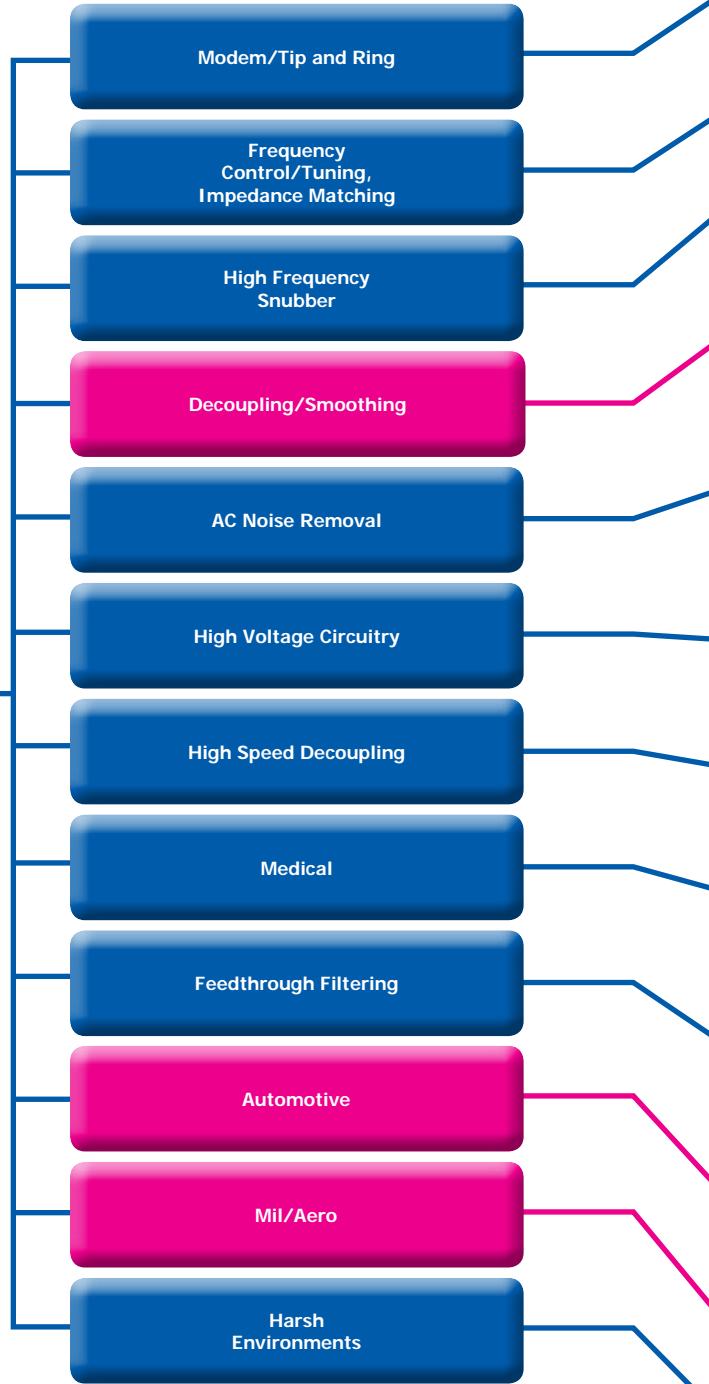 Modem/Tip and Ring
Frequency
Control/Tuning,
Impedance Matching
High Frequency
Snubber
Decoupling/Smoothing
AC Noise Removal
High Voltage Circuitry
High Speed Decoupling
Medical
Feedthrough Filtering
Automotive
Mil/Aero
Harsh
Environments